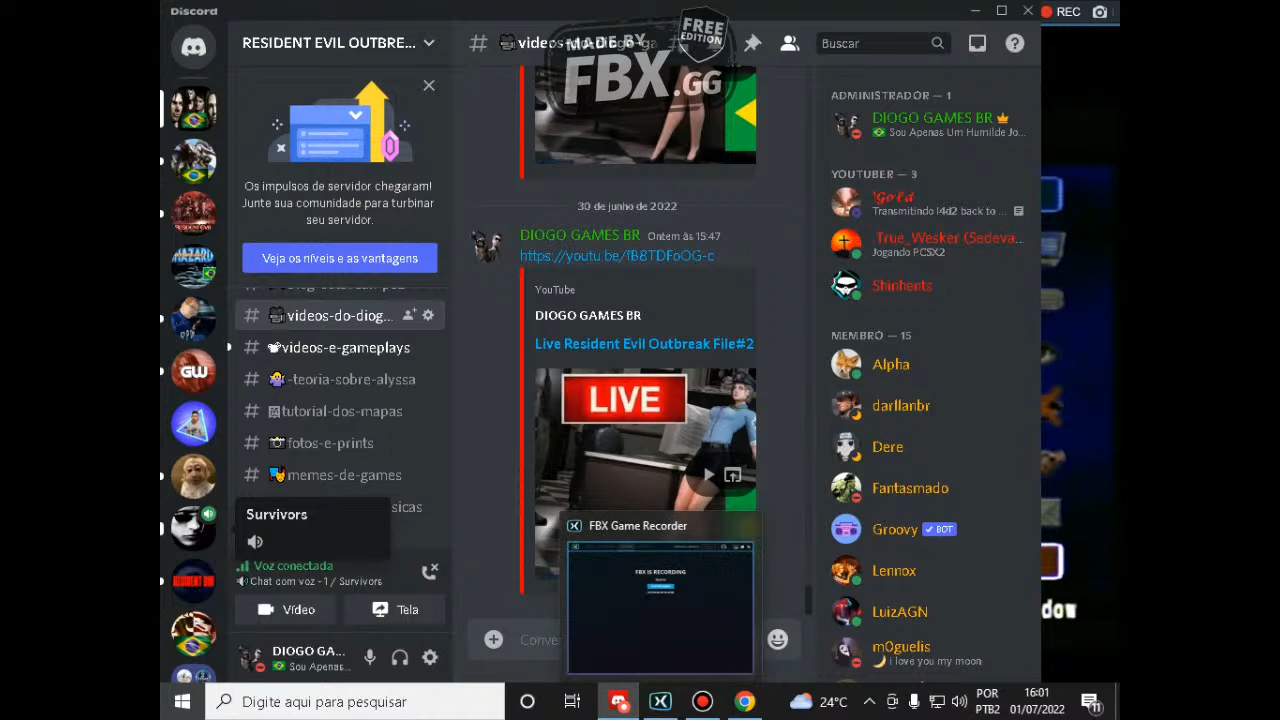 Discord
REC
RESIDENT EVIL OUTBRE...
videos-do-diogo-ga
MADE BY
FBX.GG
FREE
EDITION
Buscar
Os impulsos de servidor chegaram!
Junte sua comunidade para turbinar
seu servidor.
Veja os níveis e as vantagens
videos-do-diog...
videos-e-gameplays
-teoria-sobre-alyssa
tutorial-dos-mapas
fotos-e-prints
memes-de-games
sicas
Survivors
Voz conectada
Chat com voz - 1 / Survivors
Vídeo
Tela
DIOGO GA...
Sou Apenas...
30 de junho de 2022
DIOGO GAMES BR Ontem às 15:47
https://youtu.be/fB8TDFoOG-c
YouTube
DIOGO GAMES BR
Live Resident Evil Outbreak File#2
LIVE
FBX Game Recorder
FBX IS RECORDING
Conve
ADMINISTRADOR — 1
DIOGO GAMES BR
Sou Apenas Um Humilde Jo...
YOUTUBER — 3
Transmitindo l4d2 back to ...
True_Wesker (Sedeva...
Jogando PCSX2
Shinhents
MEMBRO — 15
Alpha
darllanbr
Dere
Fantasmado
Groovy BOT
Lennox
LuizAGN
m0guelis
i love you my moon
dow
GW
Digite aqui para pesquisar
24°C
POR
PTB2
16:01
01/07/2022
11